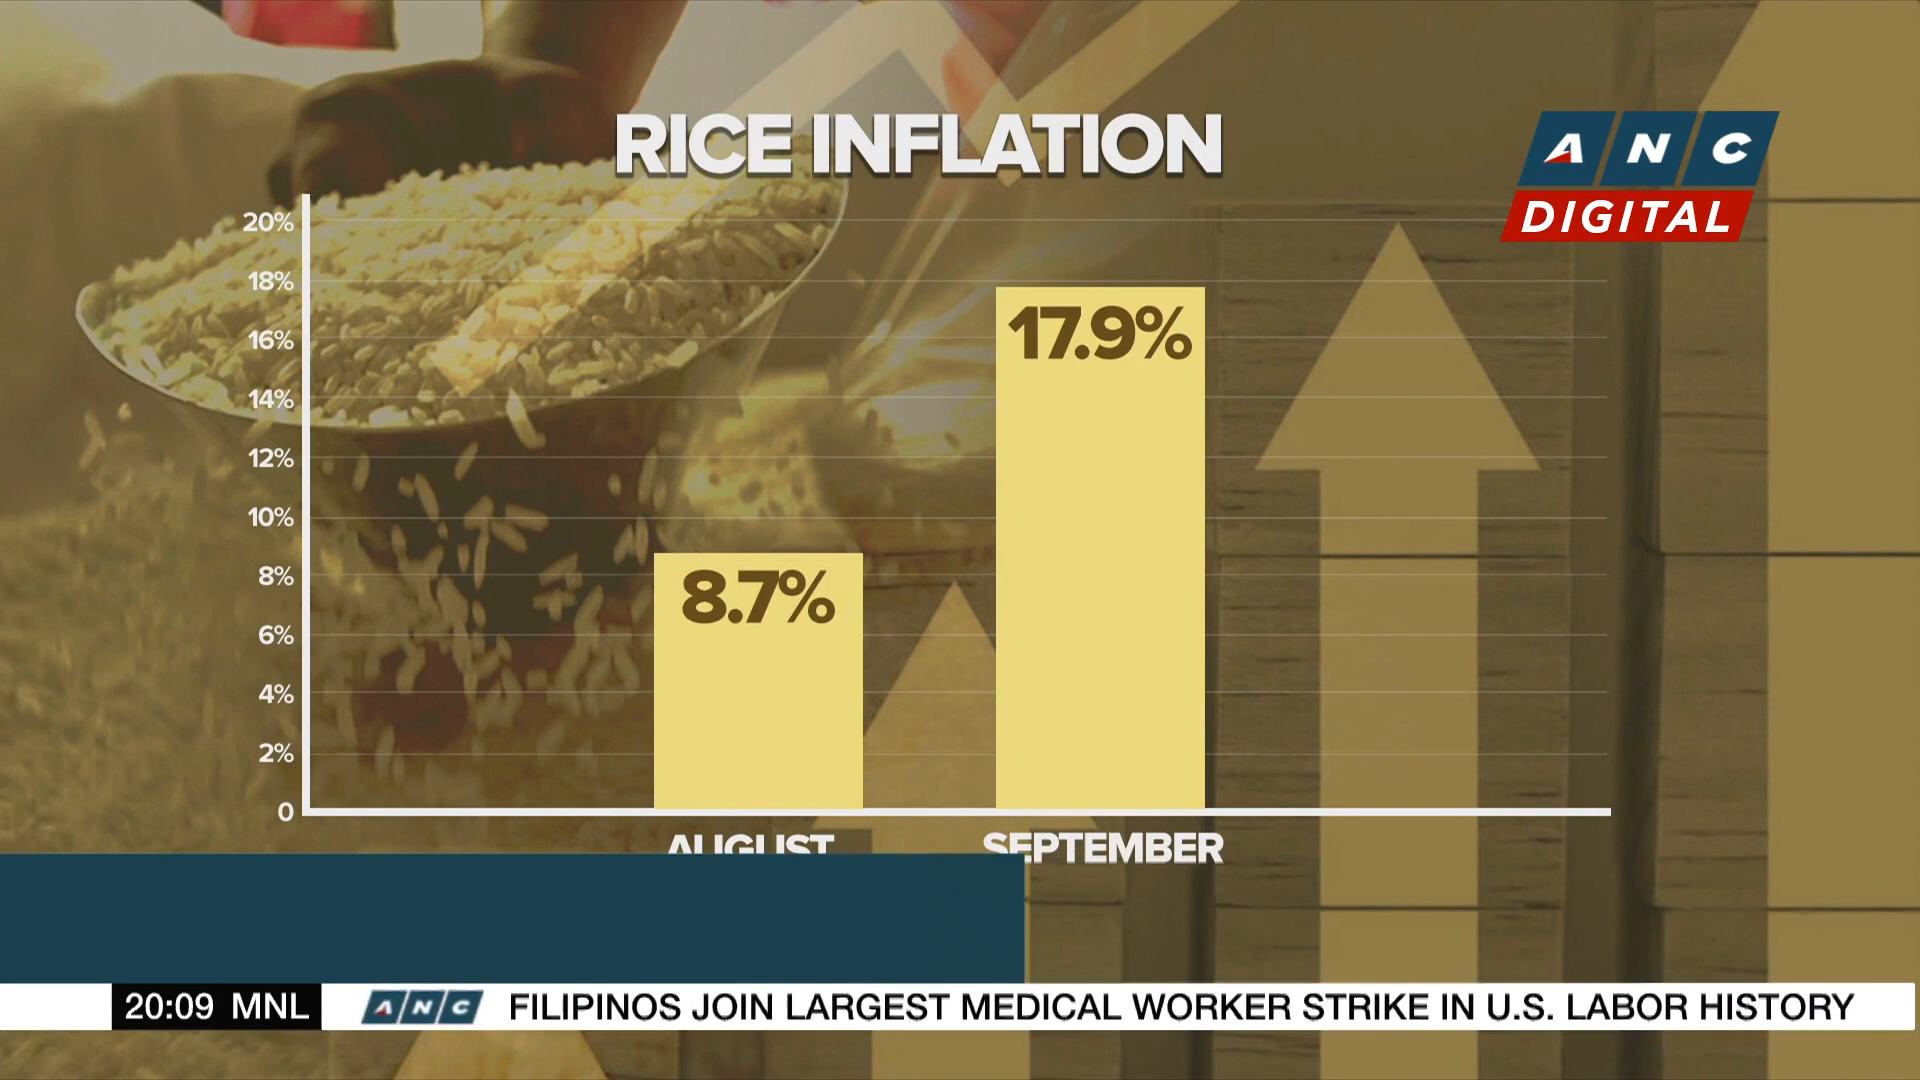 RICE INFLATION
ANC
DIGITAL
20%
18%
16%
14%
12%
10%
8%
6%
4%
2%
0
17.9%
8.7%
AUGUST
SEPTEMBER
20:09 MNL
ANC
FILIPINOS JOIN LARGEST MEDICAL WORKER STRIKE IN U.S. LABOR HISTORY